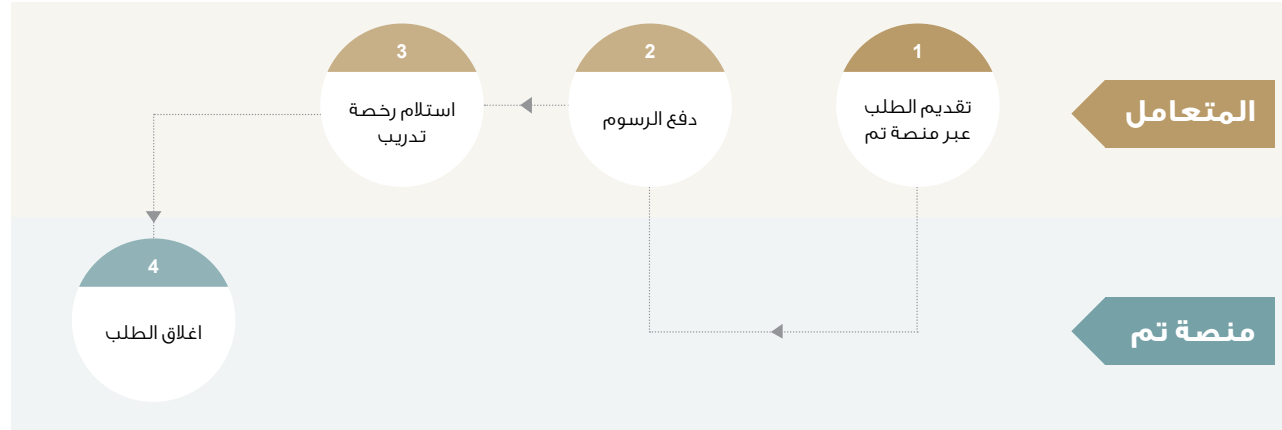 المتعامل
1
تقديم الطلب
عبر منصة تم
2
دفع الرسوم
3
استلام رخصة
تدريب
منصة تم
4
اغلاق الطلب